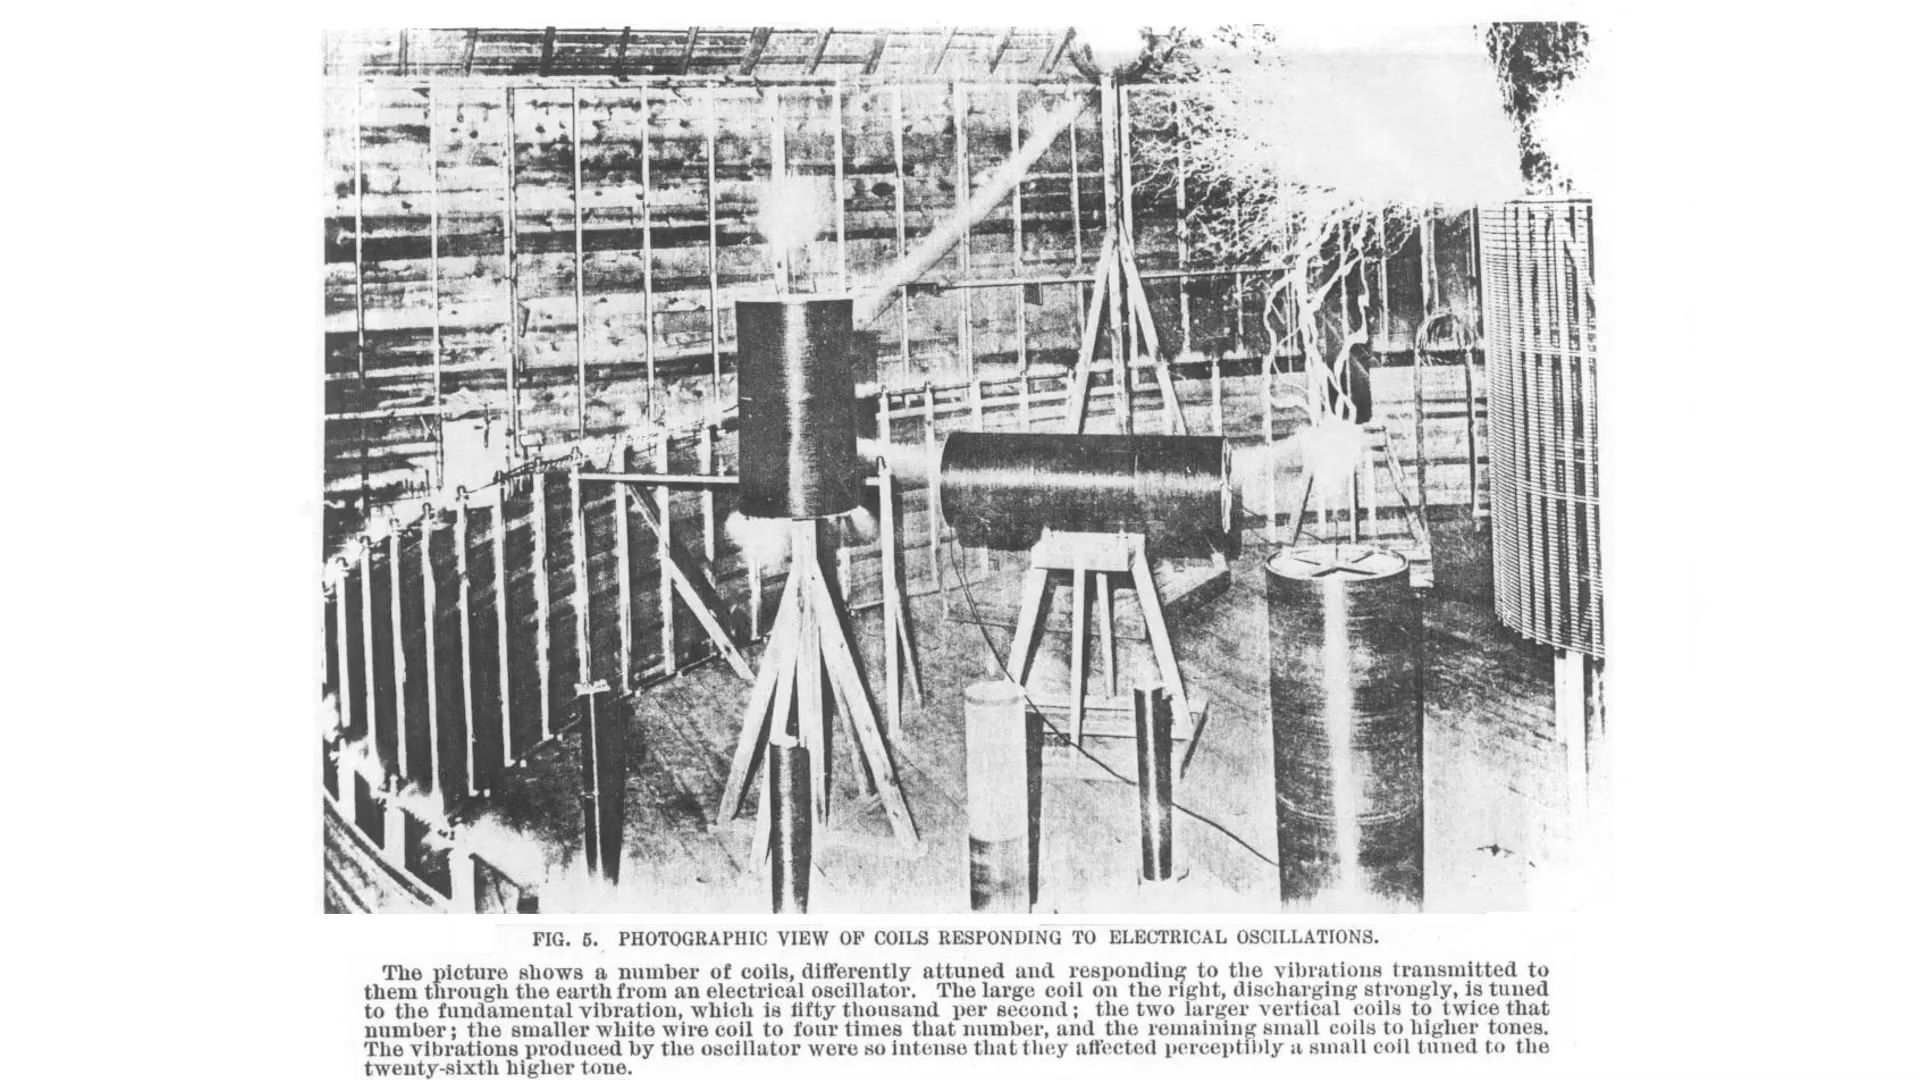 FIG. 5. PHOTOGRAPHIC VIEW OF COILS RESPONDING TO ELECTRICAL OSCILLATIONS.
The picture shows a number of coils, differently attuned and responding to the vibrations transmitted to
them through the earth from an electrical oscillator. The large coil on the right, discharging strongly, is tuned
to the fundamental vibration, which is fifty thousand per second; the two larger vertical coils to twice that
number; the smaller white wire coil to four times that number, and the remaining small coils to higher tones.
The vibrations produced by the oscillator were so intense that they affected perceptibly a small coil tuned to the
twenty-sixth higher tone.